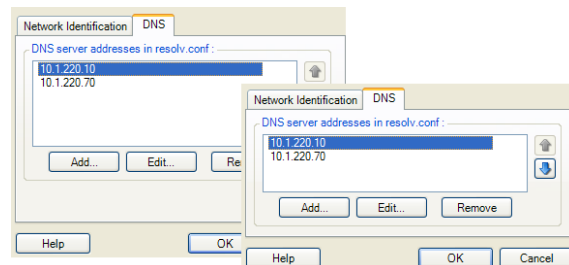 Network Identification DNS
DNS server addresses in resolv.conf :
10.1.220.10
10.1.220.70
Add... Edit... Re
Help OK
Network Identification DNS
DNS server addresses in resolv.conf :
10.1.220.10
10.1.220.70
Add... Edit... Remove
Help OK Cancel